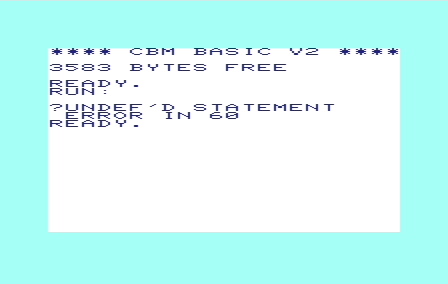 **** CBM BASIC V2 ****
3583 BYTES FREE
READY.
RUN:
?UNDEF'D STATEMENT
ERROR IN 60
READY.